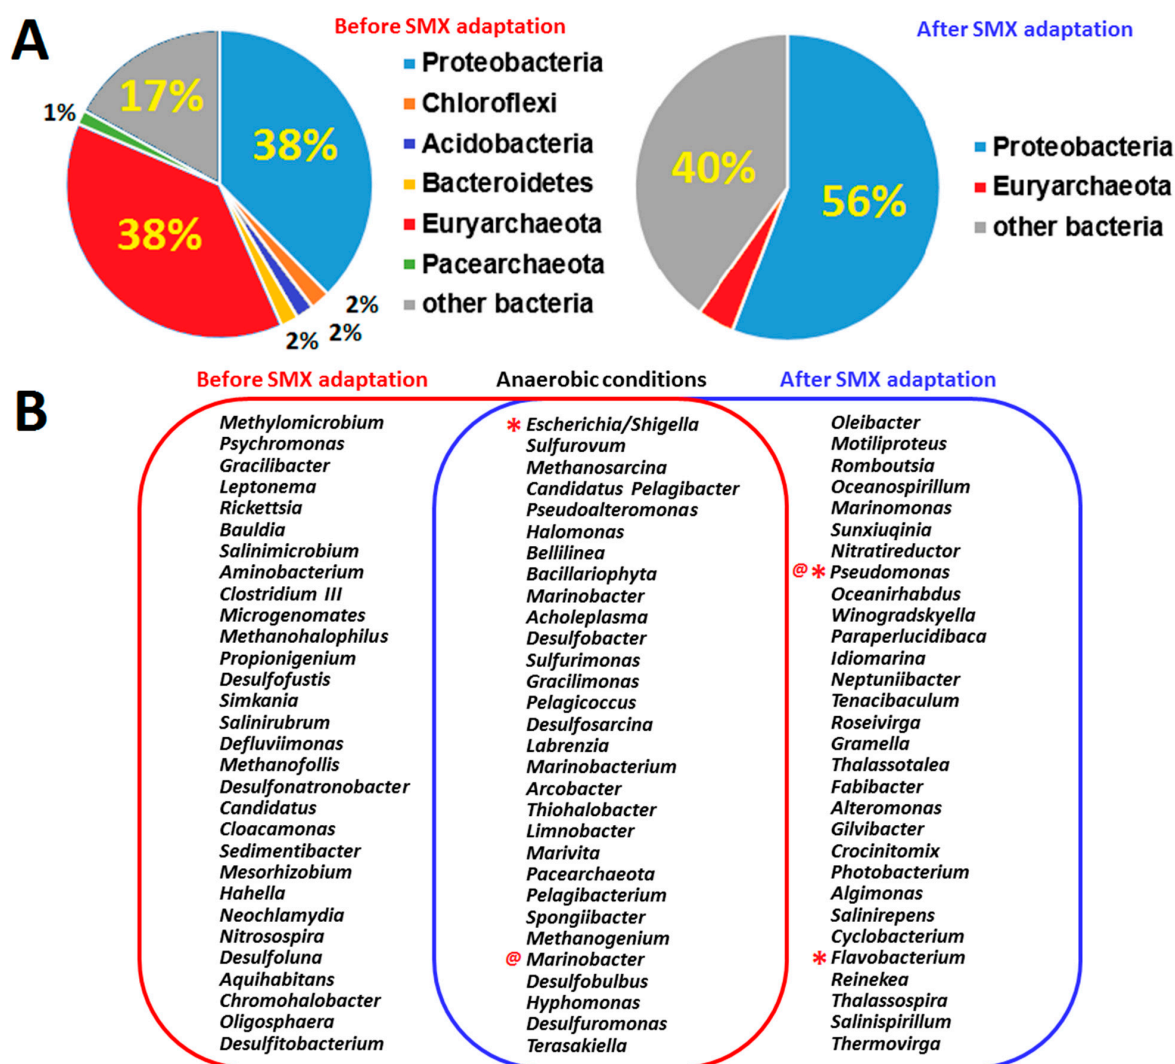 A
Before SMX adaptation
After SMX adaptation
1%
17%
38%
38%
2%
2%
2%
Proteobacteria
Chloroflexi
Acidobacteria
Bacteroidetes
Euryarchaeota
Pacearchaeota
other bacteria
40%
56%
Proteobacteria
Euryarchaeota
other bacteria
B
Before SMX adaptation
Anaerobic conditions
After SMX adaptation
Methylomicrobium
Psychromonas
Gracilibacter
Leptonema
Rickettsia
Bauldia
Salinimicrobium
Aminobacterium
Clostridium III
Microgenomates
Methanohalophilus
Propionigenium
Desulfofustis
Simkania
Salinirubrum
Defluviimonas
Methanofollis
Desulfonatronobacter
Candidatus
Cloacamonas
Sedimentibacter
Mesorhizobium
Hahella
Neochlamydia
Nitrosospira
Desulfoluna
Aquihabitans
Chromohalobacter
Oligosphaera
Desulfitobacterium
* Escherichia/Shigella
Sulfurovum
Methanosarcina
Candidatus Pelagibacter
Pseudoalteromonas
Halomonas
Bellilinea
Bacillariophyta
Marinobacter
Acholeplasma
Desulfobacter
Sulfurimonas
Gracilimonas
Pelagicoccus
Desulfosarcina
Labrenzia
Marinobacterium
Arcobacter
Thiohalobacter
Limnobacter
Marivita
Pacearchaeota
Pelagibacterium
Spongiibacter
Methanogenium
@ Marinobacter
Desulfobulbus
Hyphomonas
Desulfuromonas
Terasakiella
Oleibacter
Motiliproteus
Romboutsia
Oceanospirillum
Marinomonas
Sunxiuqinia
Nitratireductor
@ * Pseudomonas
Oceanirhabdus
Winogradskyella
Paraperlucidibaca
Idiomarina
Neptuniibacter
Tenacibaculum
Roseivirga
Gramella
Thalassotalea
Fabibacter
Alteromonas
Gilvibacter
Crocinitomix
Photobacterium
Algimonas
Salinirepens
Cyclobacterium
* Flavobacterium
Reinekea
Thalassospira
Salinispirillum
Thermovirga